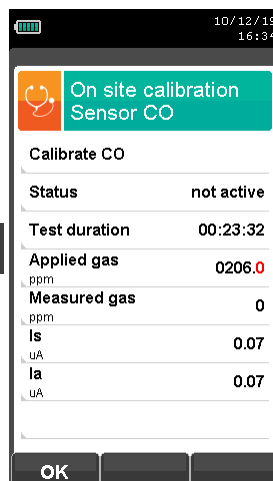 10/12/19
16:34
On site calibration
Sensor CO
Calibrate CO
Status not active
Test duration 00:23:32
Applied gas 0206.0
ppm
Measured gas 0
ppm
Is 0.07
uA
Ia 0.07
uA
OK